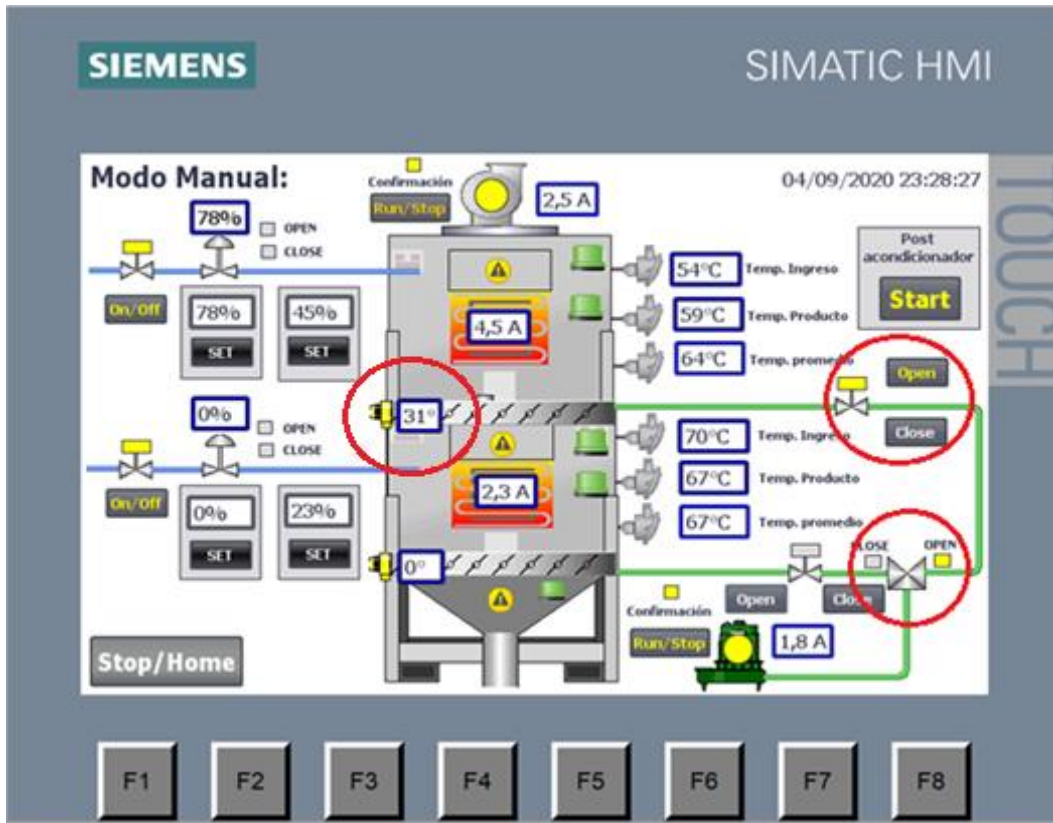 SIEMENS
SIMATIC HMI
TOUCH
Modo Manual:
04/09/2020 23:28:27
Confirmación
Run/Stop
2,5 A
78%
OPEN
CLOSE
On/Off
78%
SET
45%
SET
4,5 A
54°C Temp. Ingreso
59°C Temp. Producto
64°C Temp. promedio
Post
acondicionador
Start
Open
Close
31°
0%
OPEN
CLOSE
On/Off
0%
SET
23%
SET
2,3 A
70°C Temp. Ingreso
67°C Temp. Producto
67°C Temp. promedio
0°
CLOSE
OPEN
Open
Close
Confirmación
Run/Stop
1,8 A
Stop/Home
F1
F2
F3
F4
F5
F6
F7
F8